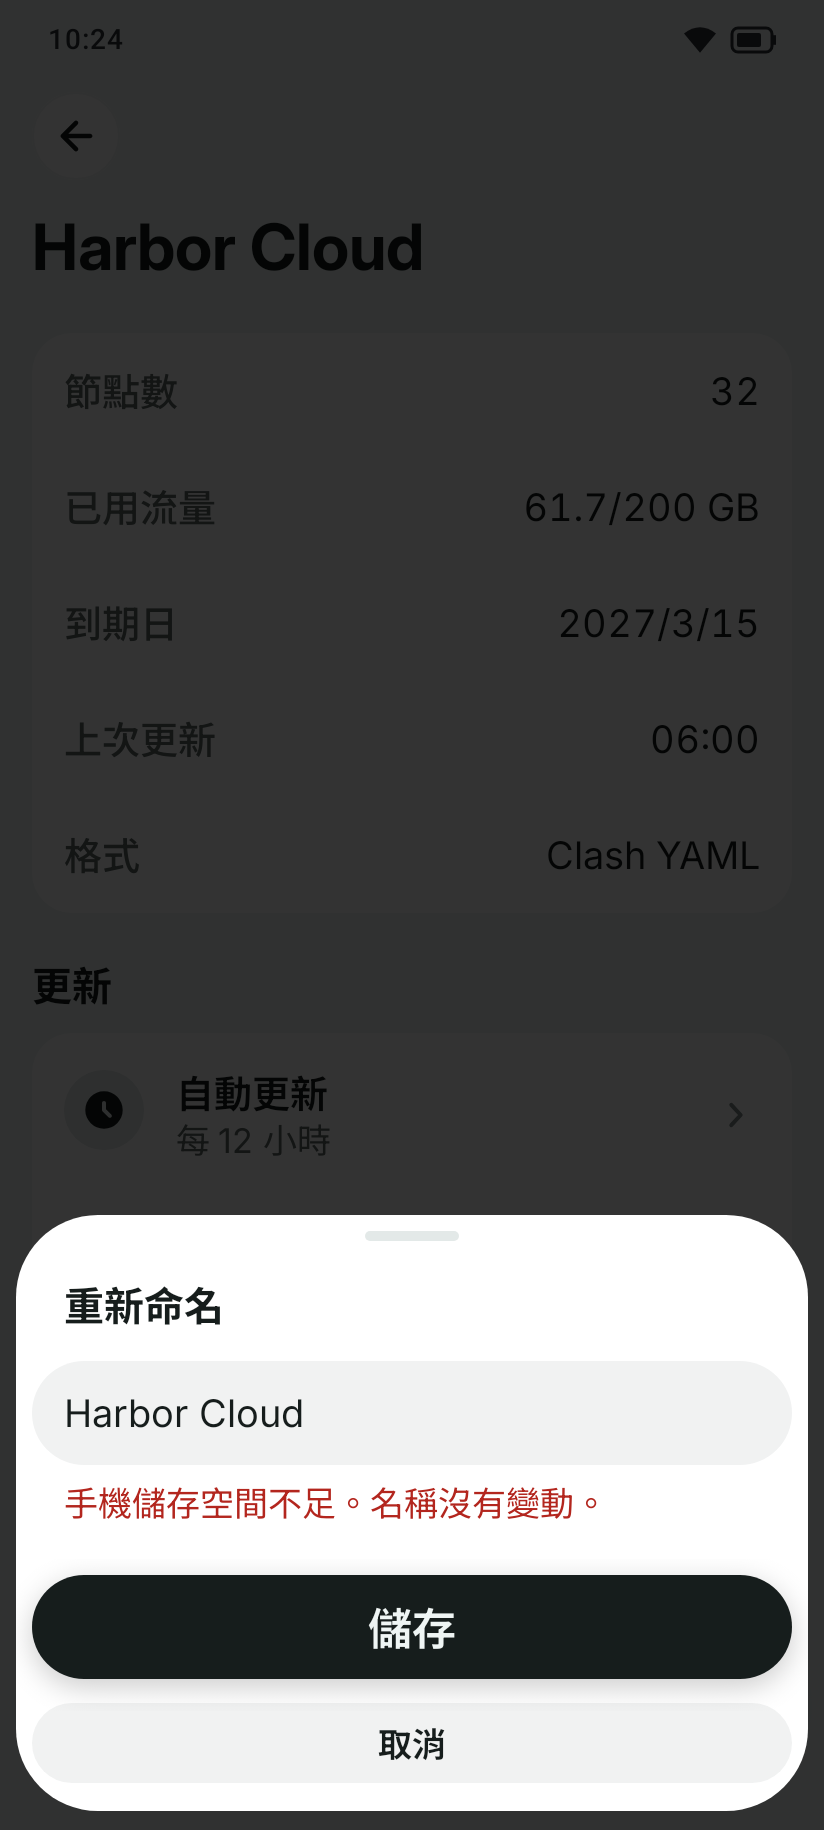 10:24
Harbor Cloud
節點數 32
已用流量 61.7/200 GB
到期日 2027/3/15
上次更新 06:00
格式 Clash YAML
更新
自動更新
每 12 小時
重新命名
Harbor Cloud
手機儲存空間不足。名稱沒有變動。
儲存
取消